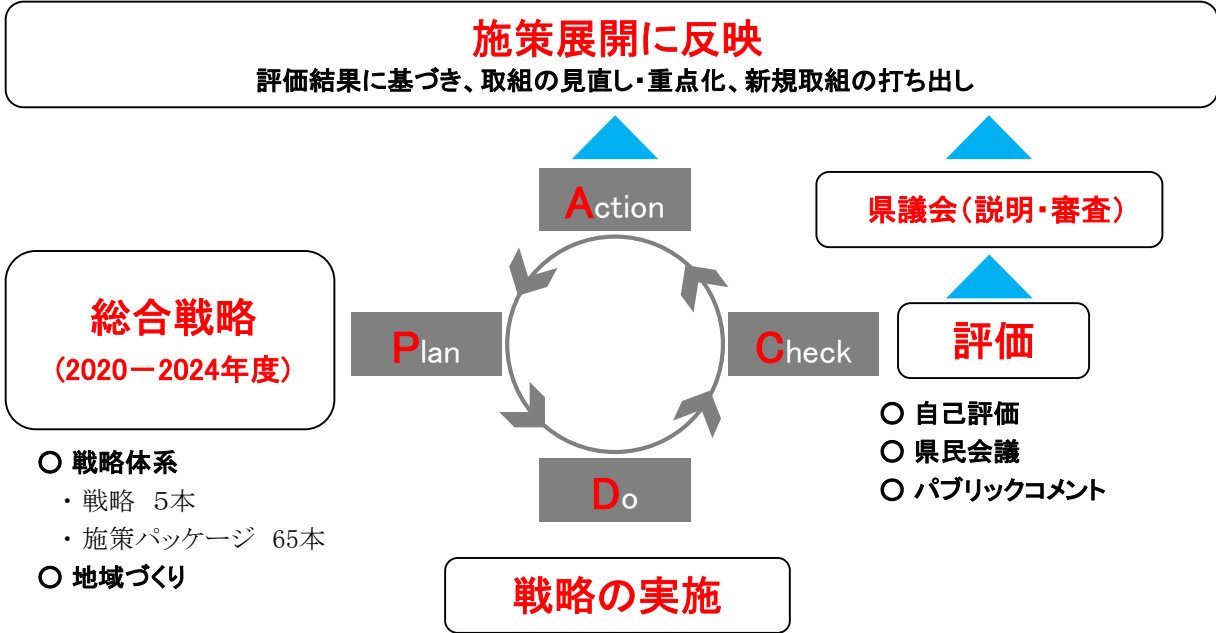 施策展開に反映
評価結果に基づき、取組の見直し・重点化、新規取組の打ち出し
Action
県議会(説明・審査)
総合戦略
(2020－2024年度)
Plan
Check
評価
○ 自己評価
○ 県民会議
○ パブリックコメント
○ 戦略体系
・戦略　5本
・施策パッケージ　65本
○ 地域づくり
Do
戦略の実施